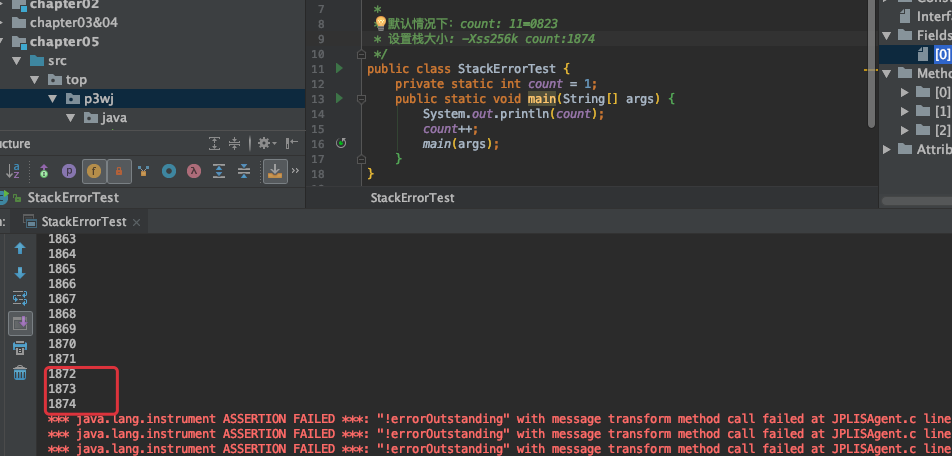 chapter02
chapter03&04
chapter05
src
top
p3wj
java
ucture
StackErrorTest
7
8
9
10
11
12
13
14
15
16
17
18
*
默认情况下：count: 11=0823
* 设置栈大小: -Xss256k count:1874
*/
public class StackErrorTest {
private static int count = 1;
public static void main(String[] args) {
System.out.println(count);
count++;
main(args);
}
}
StackErrorTest
Interfa
Fields
[0]
Metho
[0]
[1]
[2]
Attrib
StackErrorTest ×
1863
1864
1865
1866
1867
1868
1869
1870
1871
1872
1873
1874
*** java.lang.instrument ASSERTION FAILED ***: "!errorOutstanding" with message transform method call failed at JPLISAgent.c line
*** java.lang.instrument ASSERTION FAILED ***: "!errorOutstanding" with message transform method call failed at JPLISAgent.c line
*** java.lang.instrument ASSERTION FAILED ***: "!errorOutstanding" with message transform method call failed at JPLISAgent.c line